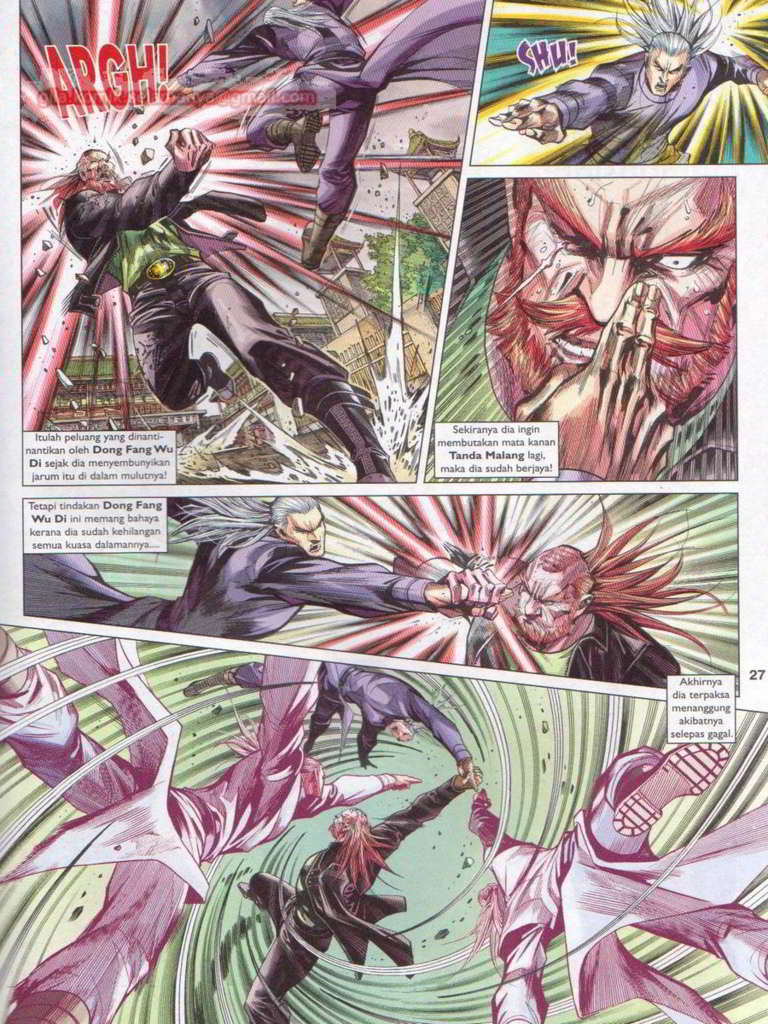 ARGH!
SHU!
Itulah peluang yang dinanti-
nantikan oleh Dong Fang Wu
Di sejak dia menyembunyikan
jarum itu di dalam mulutnya!
Sekiranya dia ingin
membutakan mata kanan
Tanda Malang lagi,
maka dia sudah berjaya!
Tetapi tindakan Dong Fang
Wu Di ini memang bahaya
kerana dia sudah kehilangan
semua kuasa dalamannya....
27
Akhirnya
dia terpaksa
menanggung
akibatnya
selepas gagal.